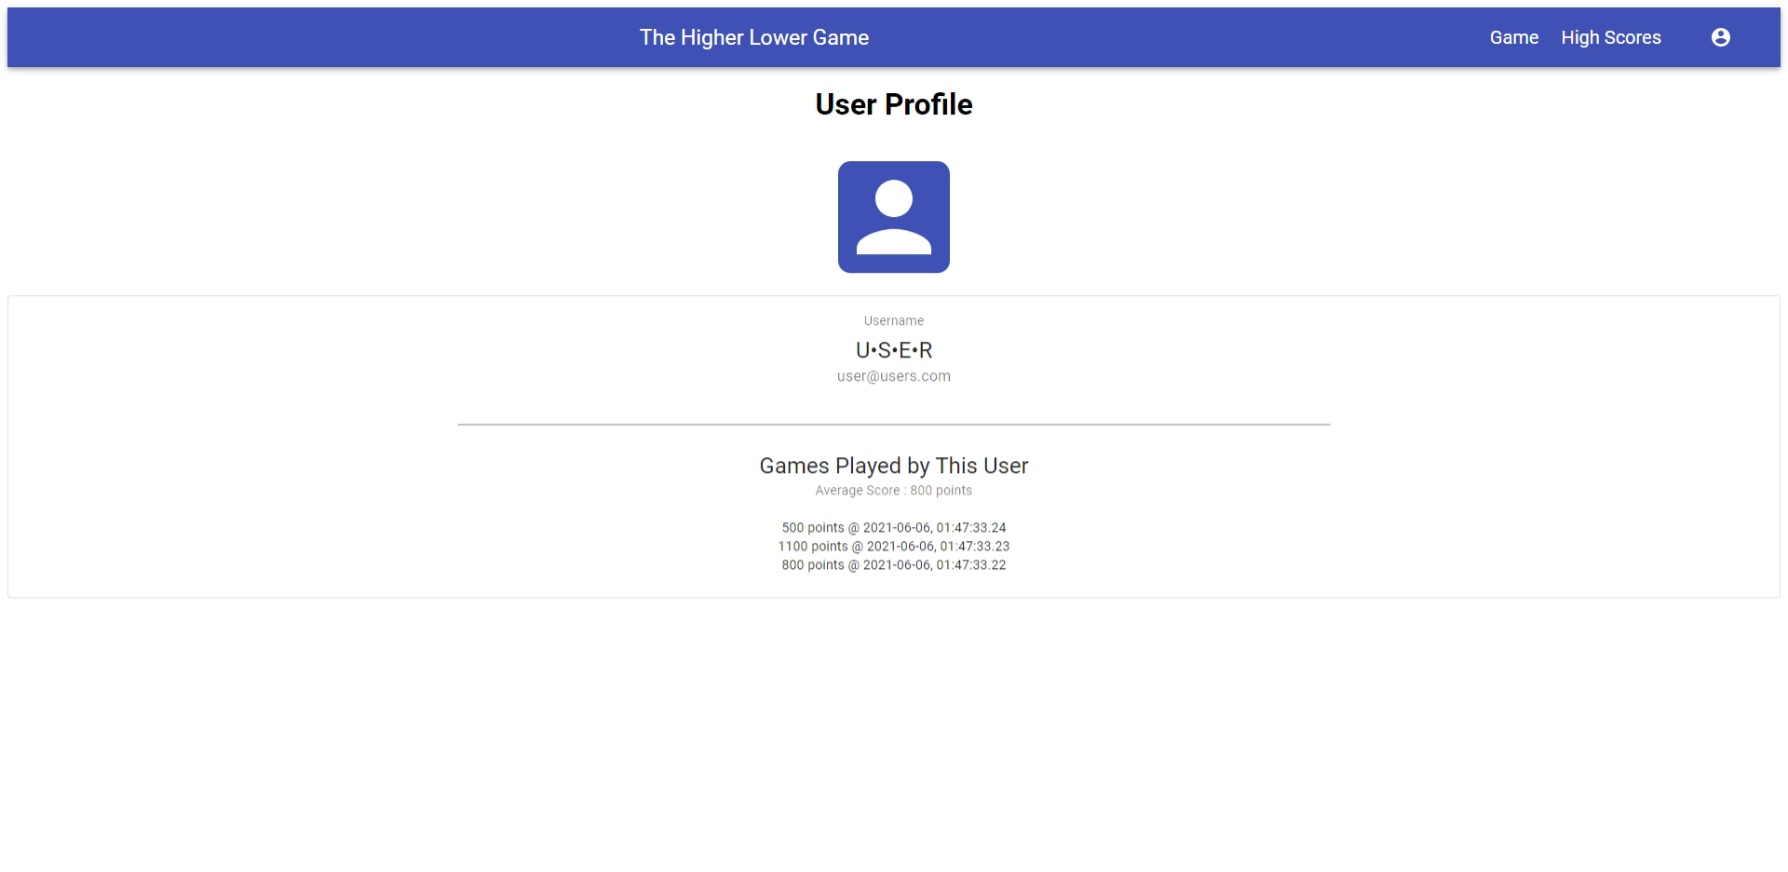 The Higher Lower Game
Game
High Scores
User Profile
Username
U•S•E•R
user@users.com
Games Played by This User
Average Score : 800 points
500 points @ 2021-06-06, 01:47:33.24
1100 points @ 2021-06-06, 01:47:33.23
800 points @ 2021-06-06, 01:47:33.22